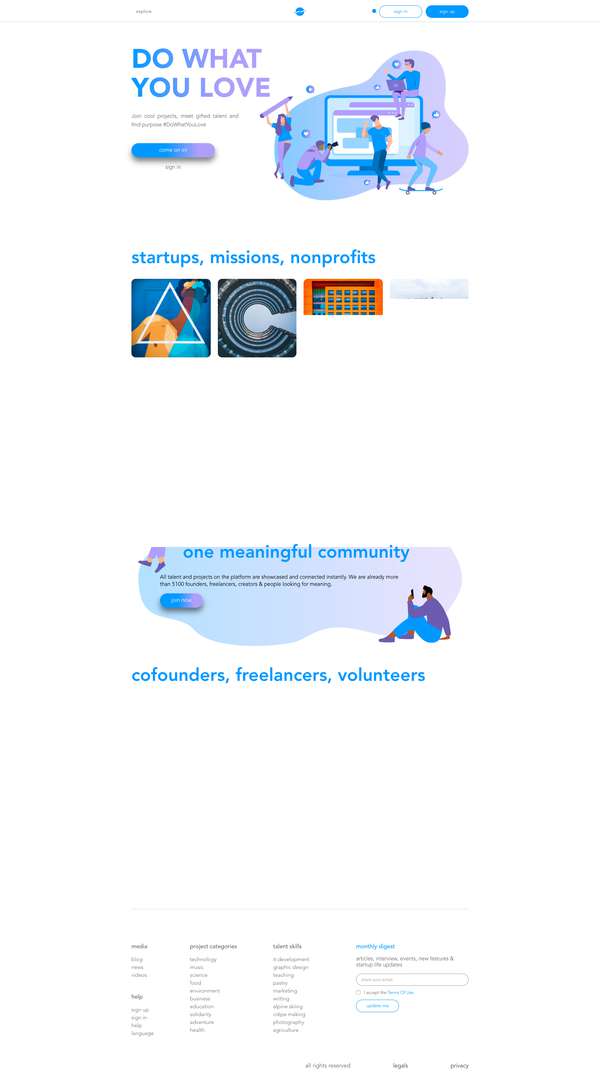 explore
sign in
sign up
DO WHAT
YOU LOVE
Join cool projects, meet gifted talent and
find purpose #DoWhatYouLove
come on in
sign in
startups, missions, nonprofits
one meaningful community
All talent and projects on the platform are showcased and connected instantly. We are already more
than 5100 founders, freelancers, creators & people looking for meaning.
join now
cofounders, freelancers, volunteers
media
blog
news
videos
help
sign up
sign in
help
language
project categories
technology
music
science
food
environment
business
education
solidarity
adventure
health
talent skills
it development
graphic design
teaching
pastry
marketing
writing
alpine skiing
crêpe making
photography
agriculture
monthly digest
articles, interview, events, new features &
startup life updates
I accept the Terms Of Use
update me
all rights reserved
legals
privacy